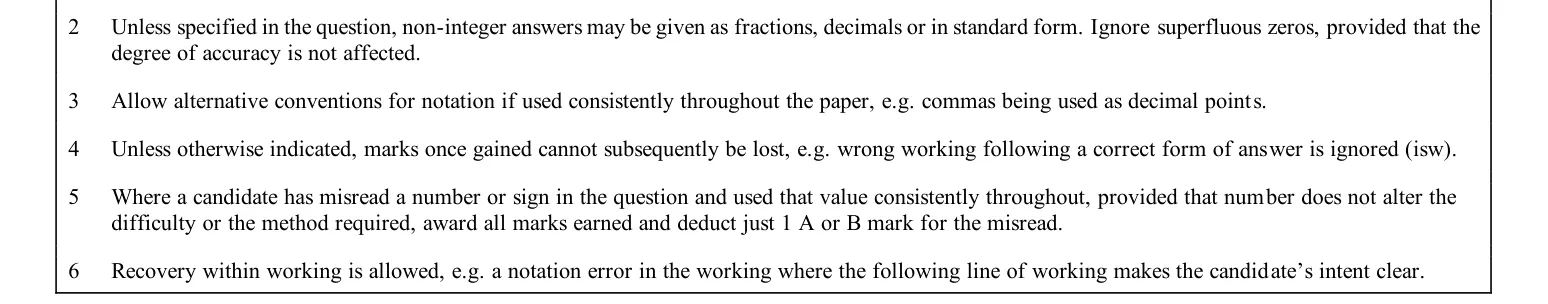 2 Unless specified in the question, non-integer answers may be given as fractions, decimals or in standard form. Ignore superfluous zeros, provided that the
degree of accuracy is not affected.
3 Allow alternative conventions for notation if used consistently throughout the paper, e.g. commas being used as decimal points.
4 Unless otherwise indicated, marks once gained cannot subsequently be lost, e.g. wrong working following a correct form of answer is ignored (isw).
5 Where a candidate has misread a number or sign in the question and used that value consistently throughout, provided that number does not alter the
difficulty or the method required, award all marks earned and deduct just 1 A or B mark for the misread.
6 Recovery within working is allowed, e.g. a notation error in the working where the following line of working makes the candidate’s intent clear.